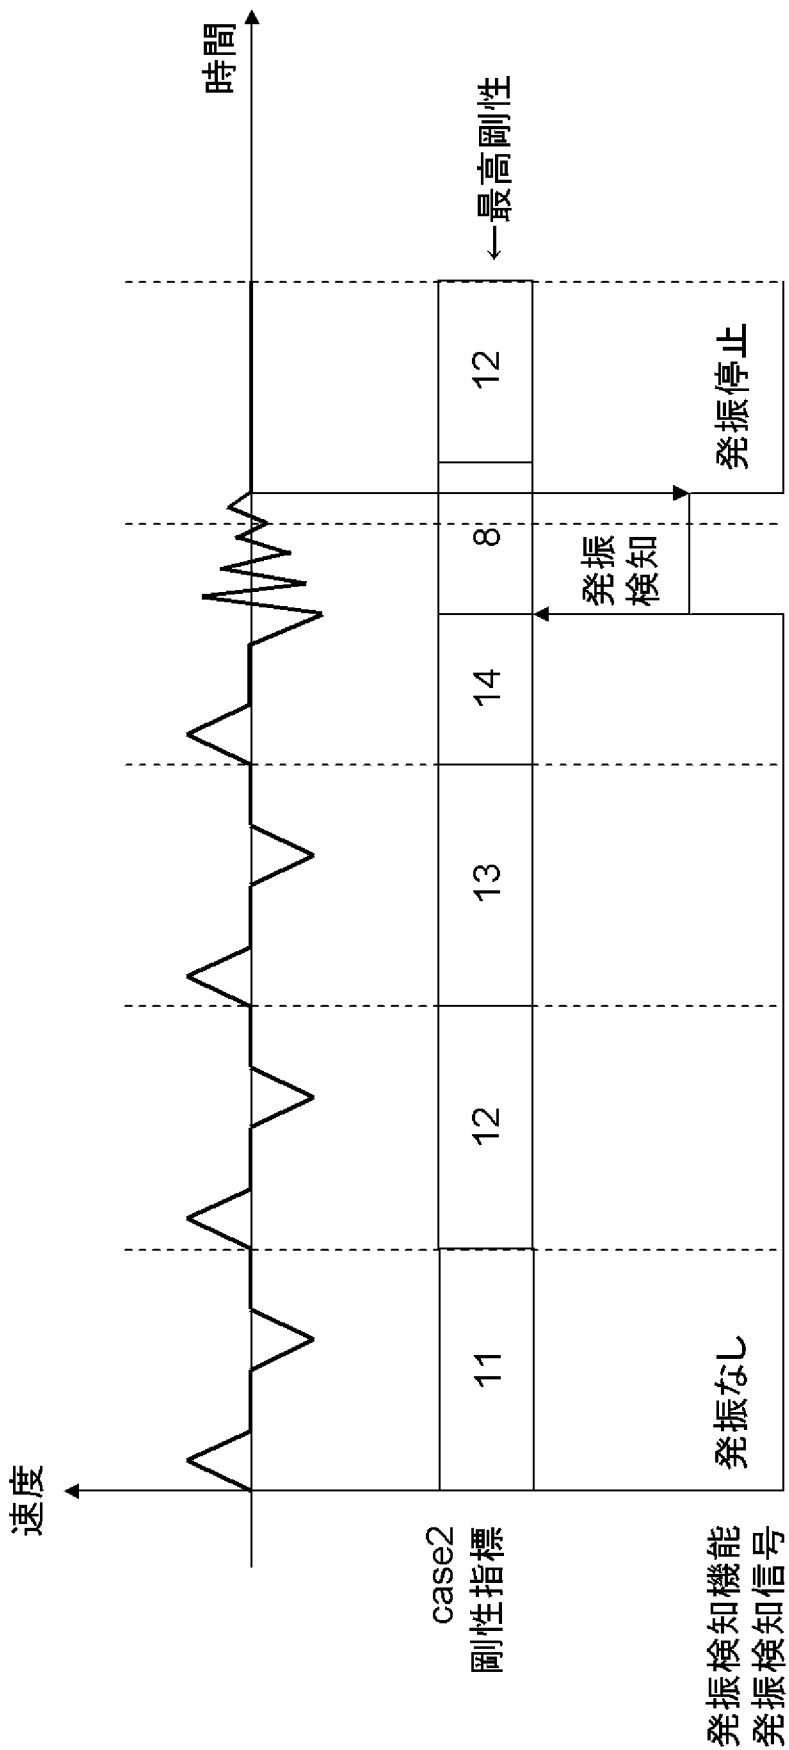 速度
時間
case2
剛性指標
11
12
13
14
8
12
←最高剛性
発振
検知
発振検知機能
発振検知信号
発振なし
発振停止